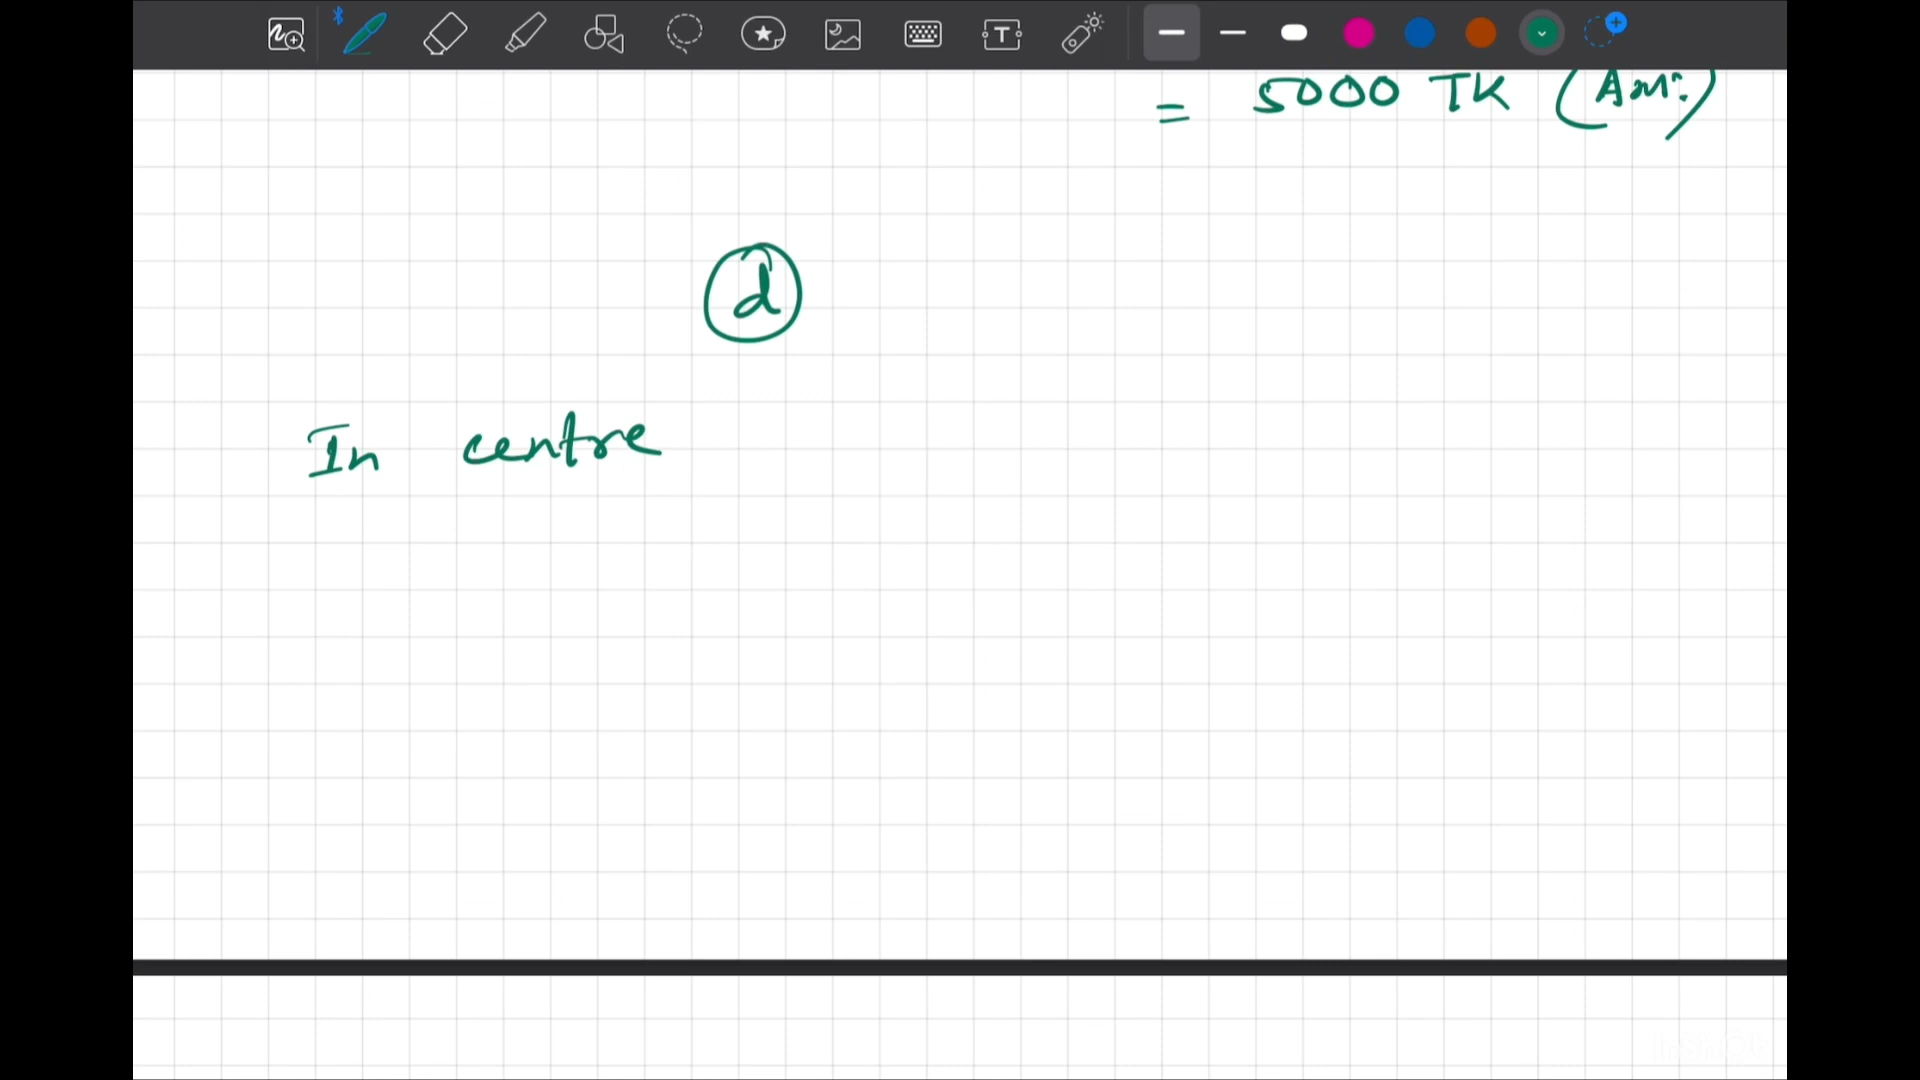 = 5000 TK (Ans:)
d
In centre